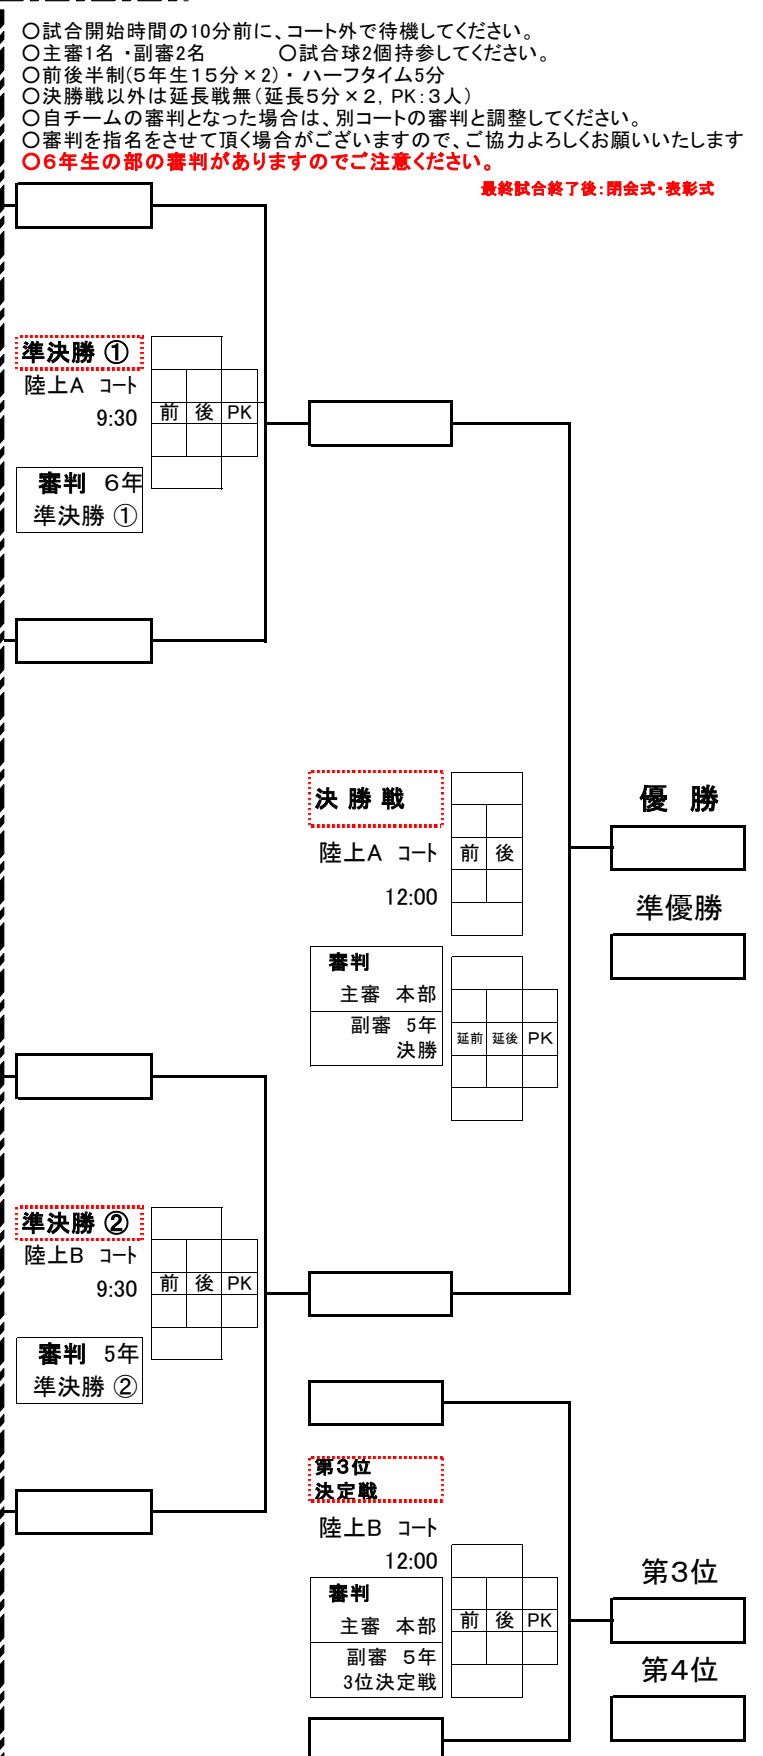 〇試合開始時間の10分前に、コート外で待機してください。
〇主審1名・副審2名　〇試合球2個持参してください。
〇前後半制(5年生１５分×２)・ハーフタイム5分
〇決勝戦以外は延長戦無(延長５分×２，PK:３人)
〇自チームの審判となった場合は、別コートの審判と調整してください。
〇審判を指名をさせて頂く場合がございますので、ご協力よろしくお願いいたします
〇６年生の部の審判がありますのでご注意ください。
最終試合終了後:閉会式・表彰式
準決勝 ①
陸上A コート
9:30
前 後 PK
審判 ６年
準決勝 ①
決 勝 戦
陸上A コート
12:00
前 後
審判
主審 本部
副審 5年
決勝
延前 延後 PK
優 勝
準優勝
準決勝 ②
陸上B コート
9:30
前 後 PK
審判 5年
準決勝 ②
第３位
決定戦
陸上B コート
12:00
審判
主審 本部
副審 ５年
3位決定戦
前 後 PK
第３位
第４位